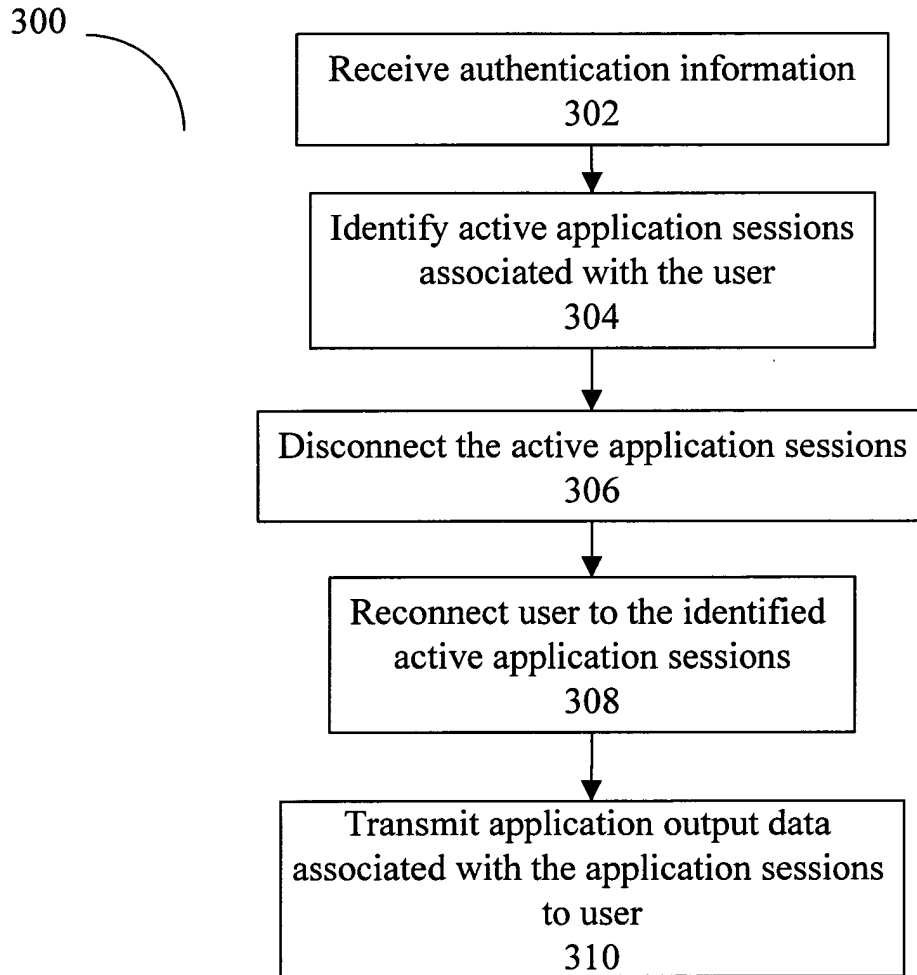 300
Receive authentication information
302
Identify active application sessions
associated with the user
304
Disconnect the active application sessions
306
Reconnect user to the identified
active application sessions
308
Transmit application output data
associated with the application sessions
to user
310